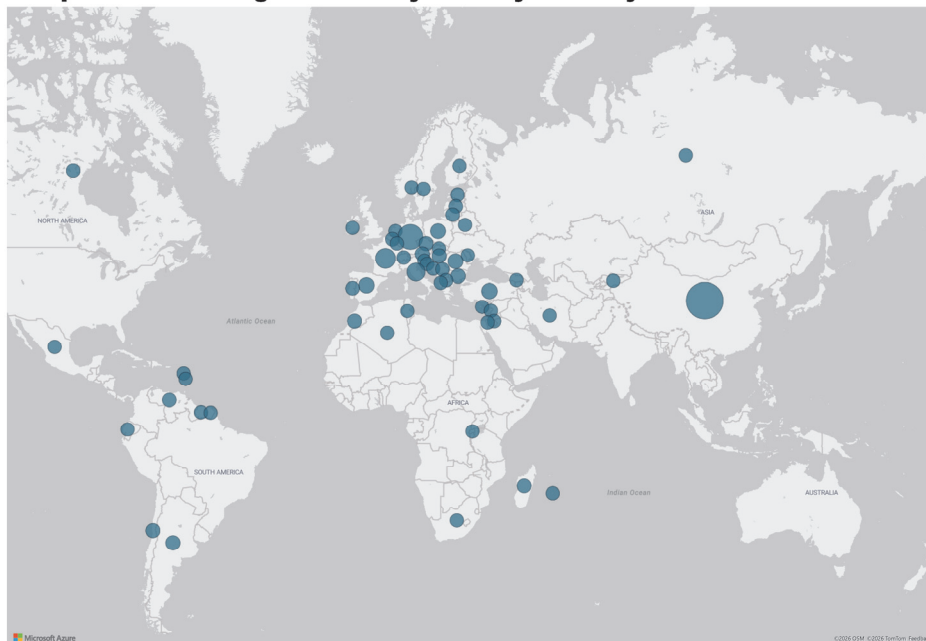 NORTH AMERICA
ASIA
Atlantic Ocean
AFRICA
SOUTH AMERICA
Indian Ocean
AUSTRALIA
Microsoft Azure
©2026 OSM ©2026 TomTom